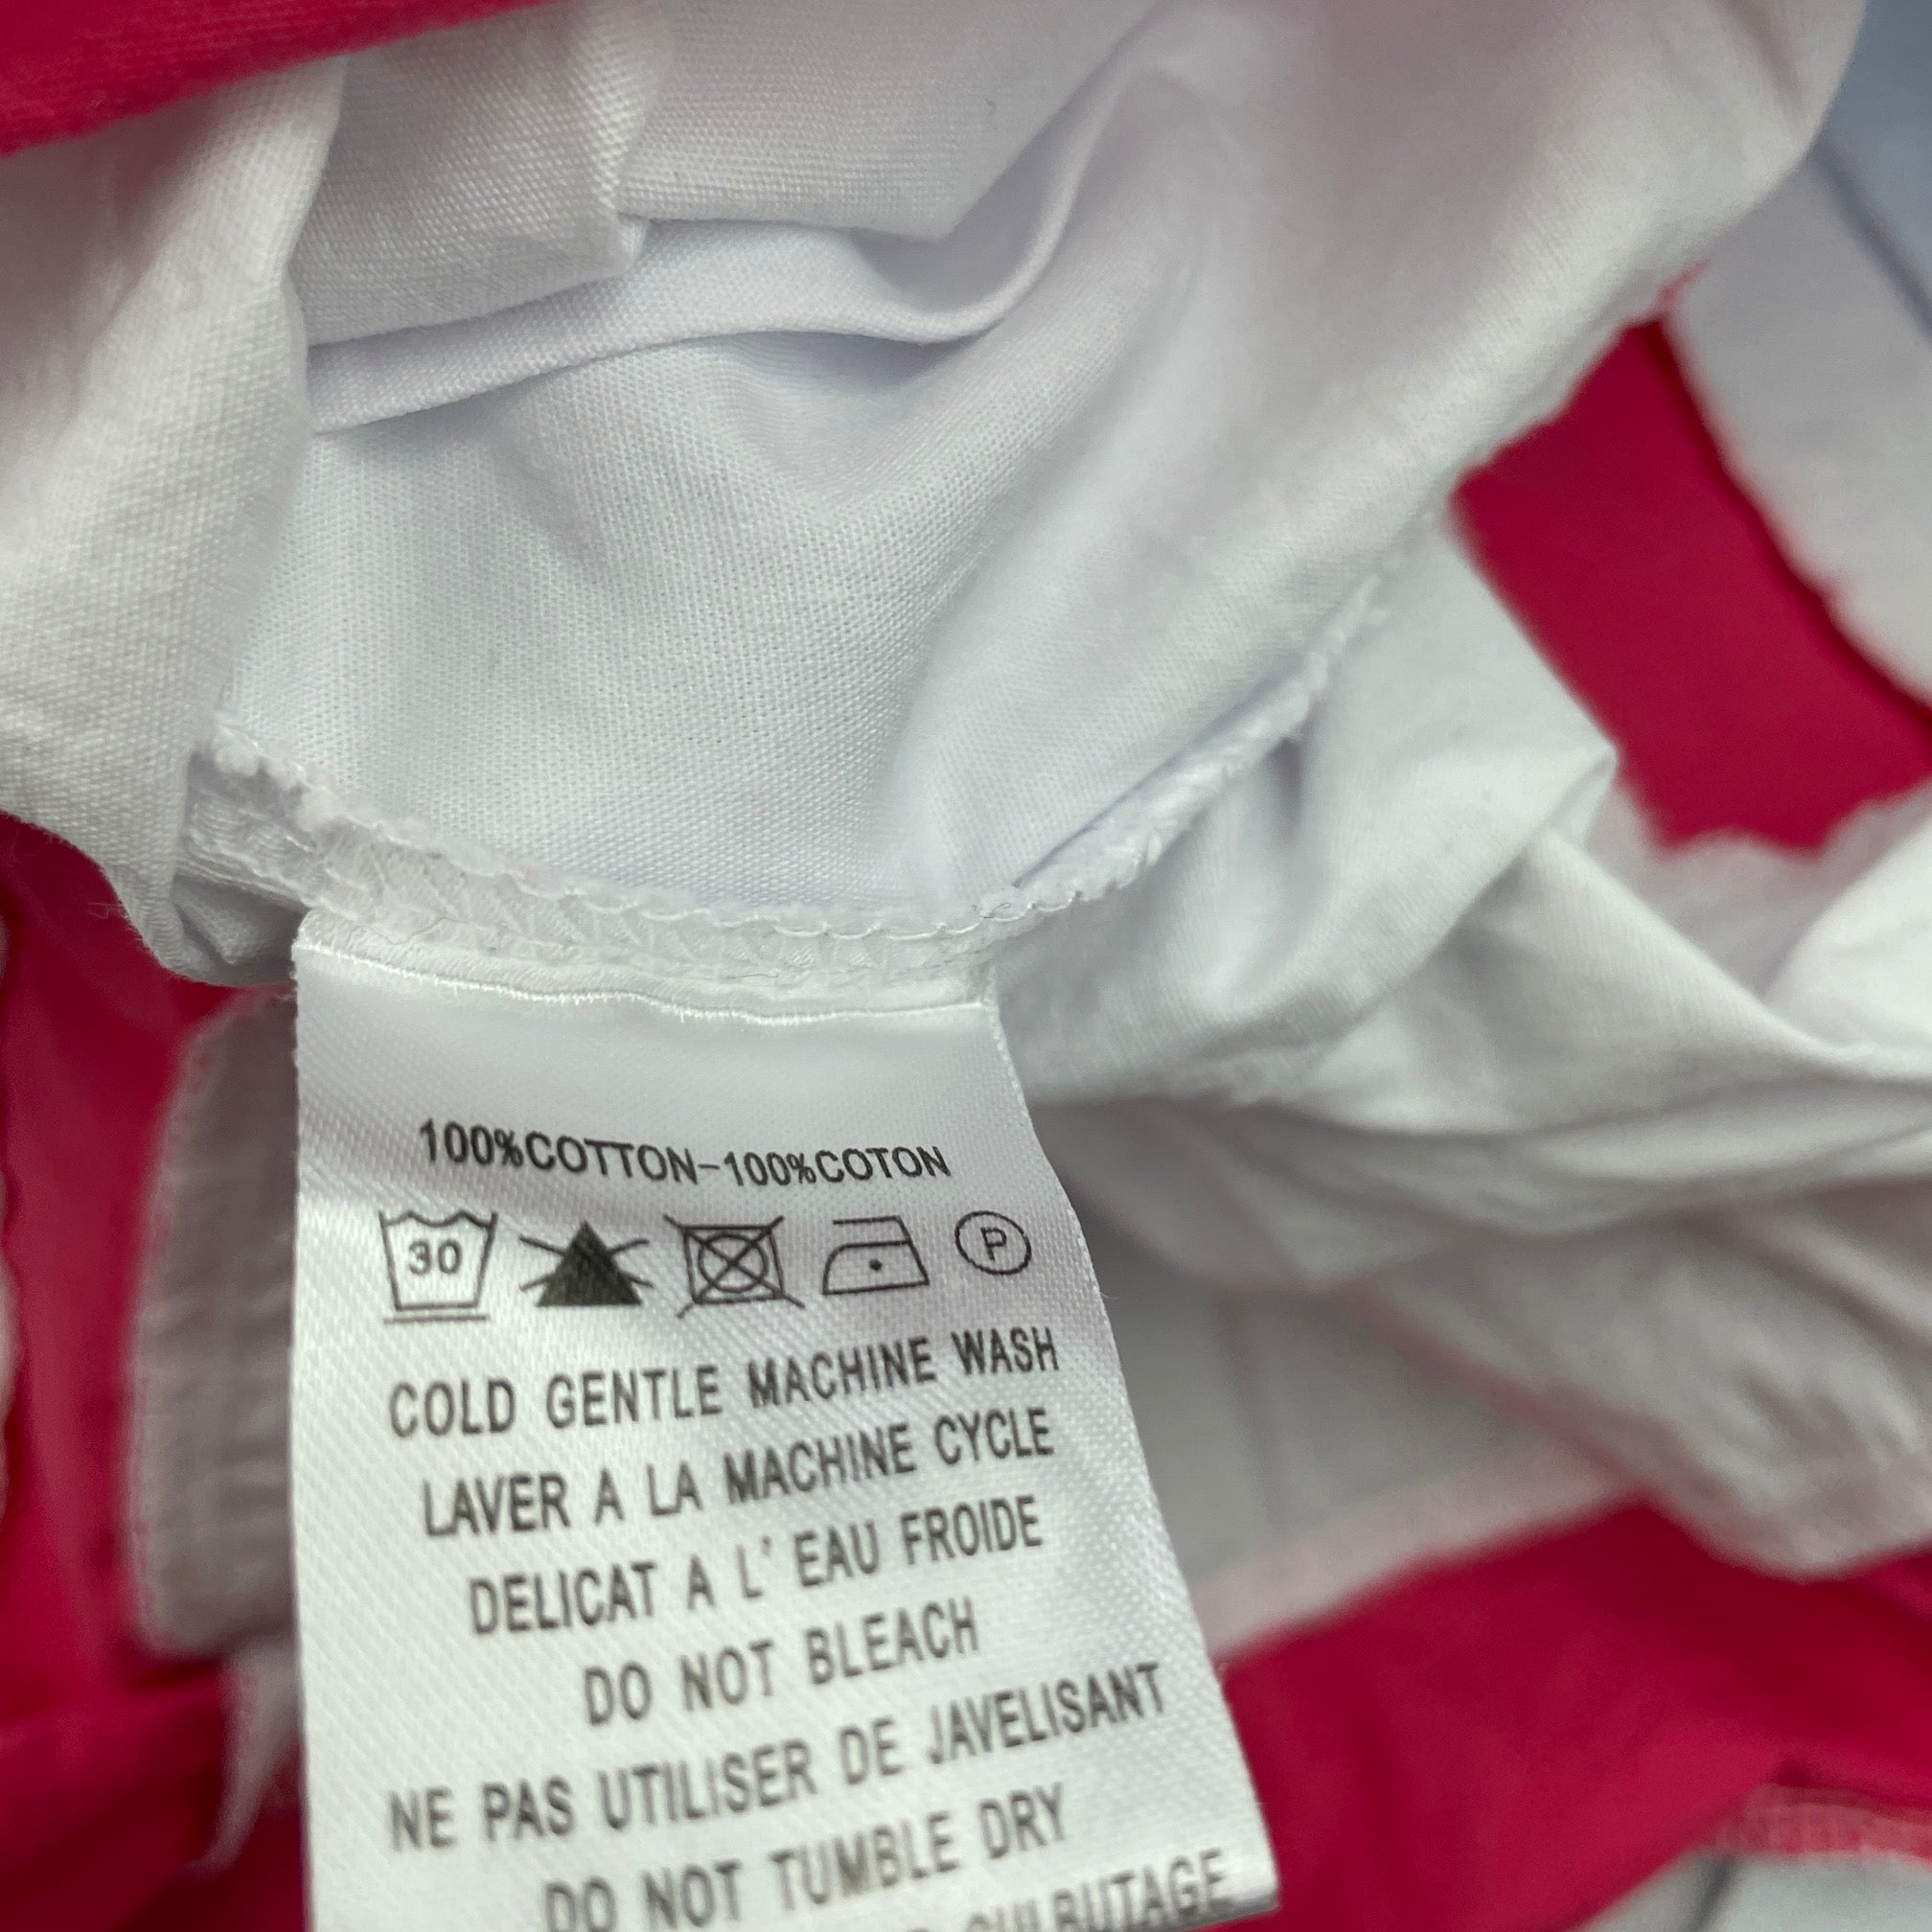 100%COTTON-100%COTON
30 P
COLD GENTLE MACHINE WASH
LAVER A LA MACHINE CYCLE
DELICAT A L' EAU FROIDE
DO NOT BLEACH
NE PAS UTILISER DE JAVELISANT
DO NOT TUMBLE DRY
CULBUTAGE